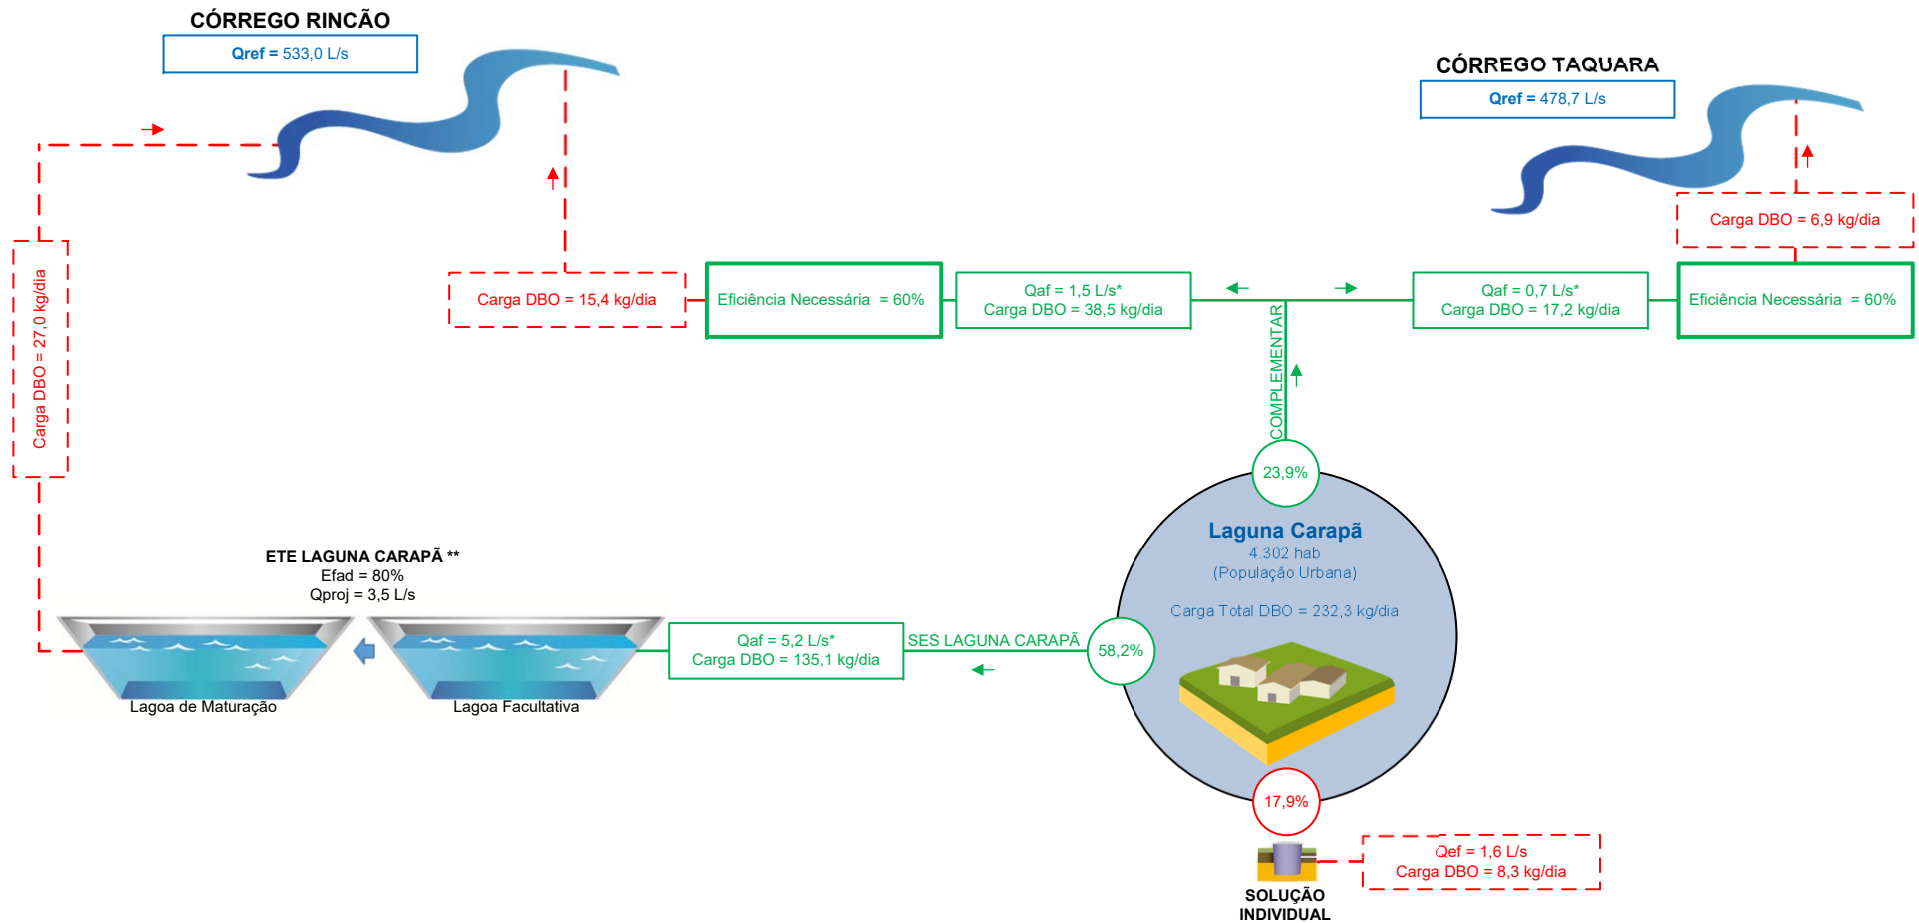 CÓRREGO RINCÃO
Qref = 533,0 L/s
CÓRREGO TAQUARA
Qref = 478,7 L/s
Carga DBO = 6,9 kg/dia
Carga DBO = 27,0 kg/dia
Carga DBO = 15,4 kg/dia
Eficiência Necessária = 60%
Qaf = 1,5 L/s*
Carga DBO = 38,5 kg/dia
Qaf = 0,7 L/s*
Carga DBO = 17,2 kg/dia
Eficiência Necessária = 60%
COMPLEMENTAR
23,9%
Laguna Carapã
4.302 hab
(População Urbana)
Carga Total DBO = 232,3 kg/dia
ETE LAGUNA CARAPÃ **
Efad = 80%
Qproj = 3,5 L/s
Qaf = 5,2 L/s*
Carga DBO = 135,1 kg/dia
SES LAGUNA CARAPÃ
58,2%
Lagoa de Maturação
Lagoa Facultativa
17,9%
Qef = 1,6 L/s
Carga DBO = 8,3 kg/dia
SOLUÇÃO
INDIVIDUAL